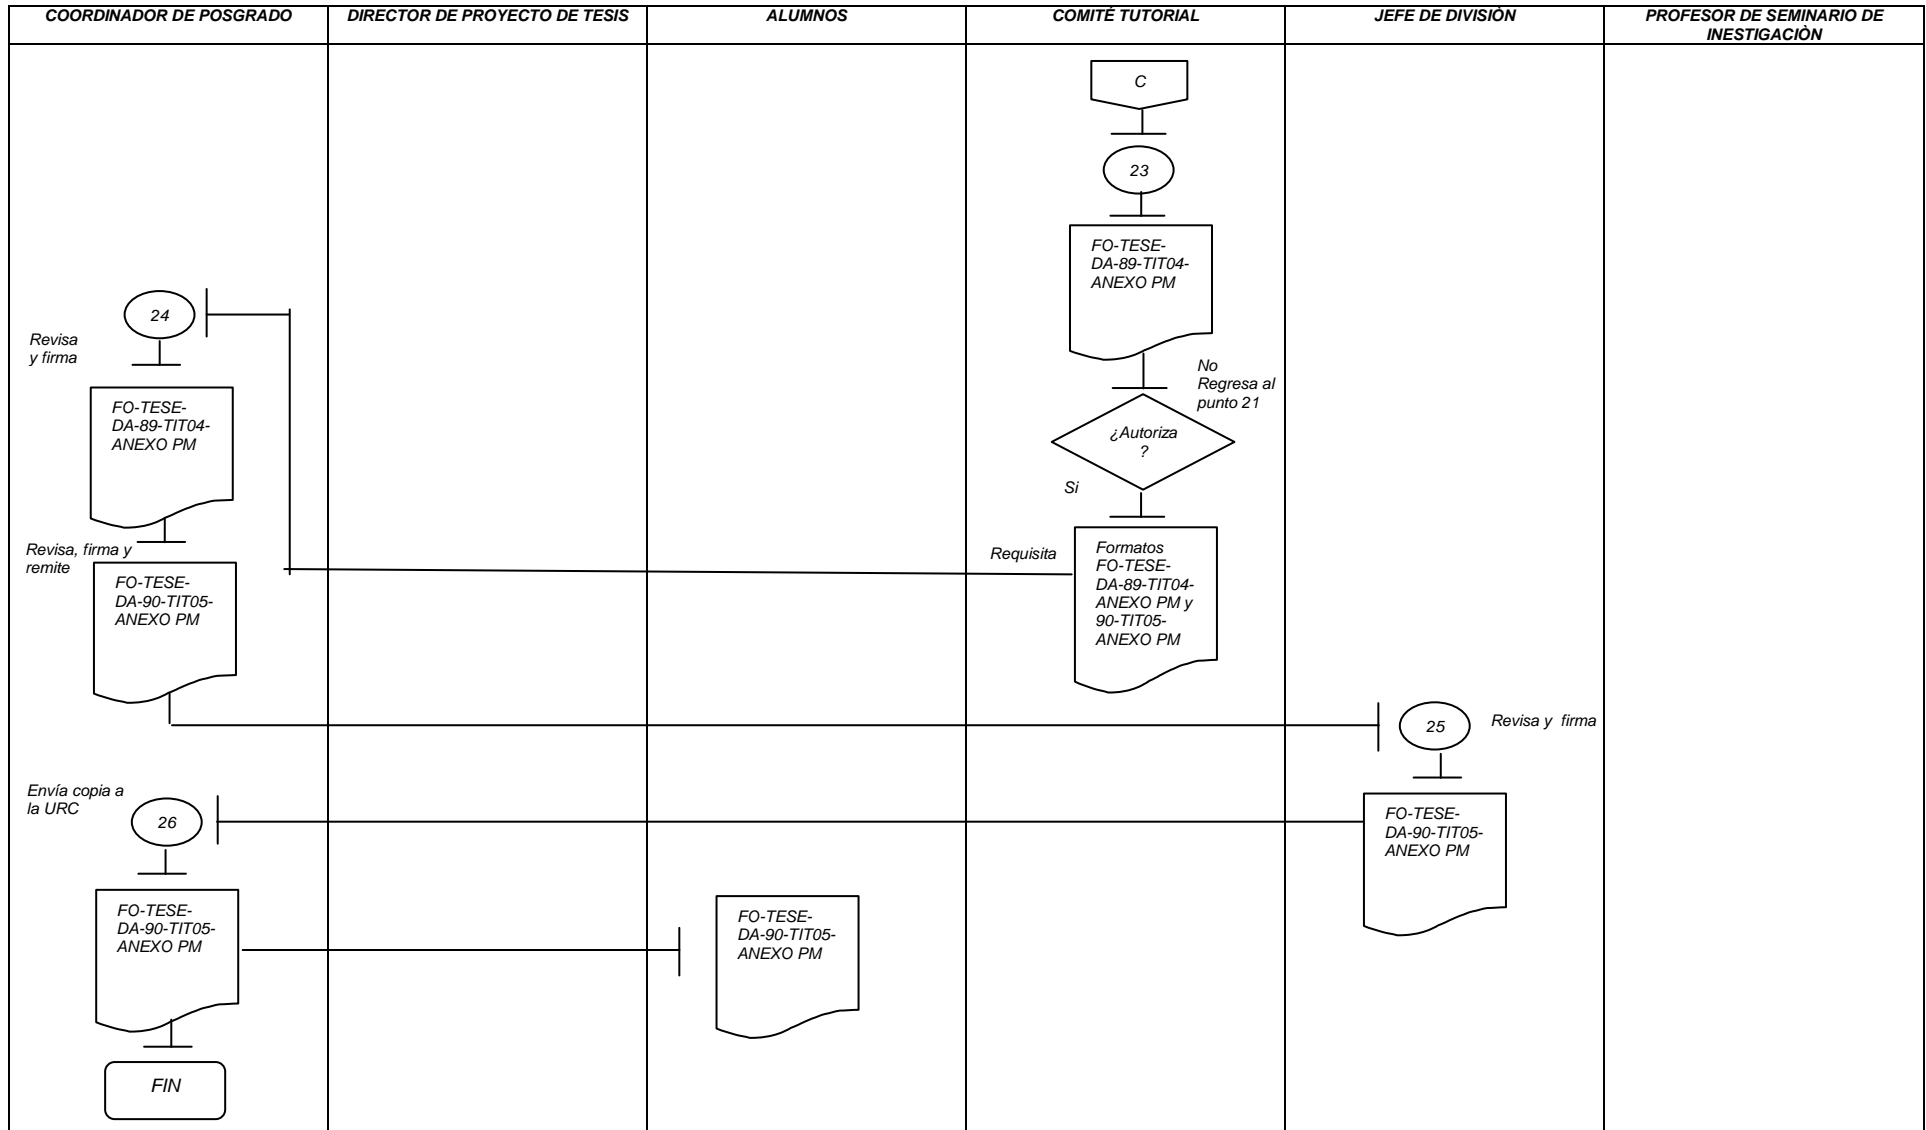 COORDINADOR DE POSGRADO
DIRECTOR DE PROYECTO DE TESIS
ALUMNOS
COMITÉ TUTORIAL
JEFE DE DIVISIÒN
PROFESOR DE SEMINARIO DE
INESTIGACIÒN
C
23
FO-TESE-
DA-89-TIT04-
ANEXO PM
No
Regresa al
punto 21
¿Autoriza
?
Si
Requisita
Formatos
FO-TESE-
DA-89-TIT04-
ANEXO PM y
90-TIT05-
ANEXO PM
24
Revisa
y firma
FO-TESE-
DA-89-TIT04-
ANEXO PM
Revisa, firma y
remite
FO-TESE-
DA-90-TIT05-
ANEXO PM
25
Revisa y  firma
FO-TESE-
DA-90-TIT05-
ANEXO PM
Envía copia a
la URC
26
FO-TESE-
DA-90-TIT05-
ANEXO PM
FO-TESE-
DA-90-TIT05-
ANEXO PM
FIN